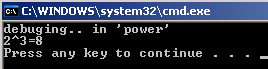 C:\WINDOWS\system32\cmd.exe
debuging.. in 'power'
2^3=8
Press any key to continue . . .